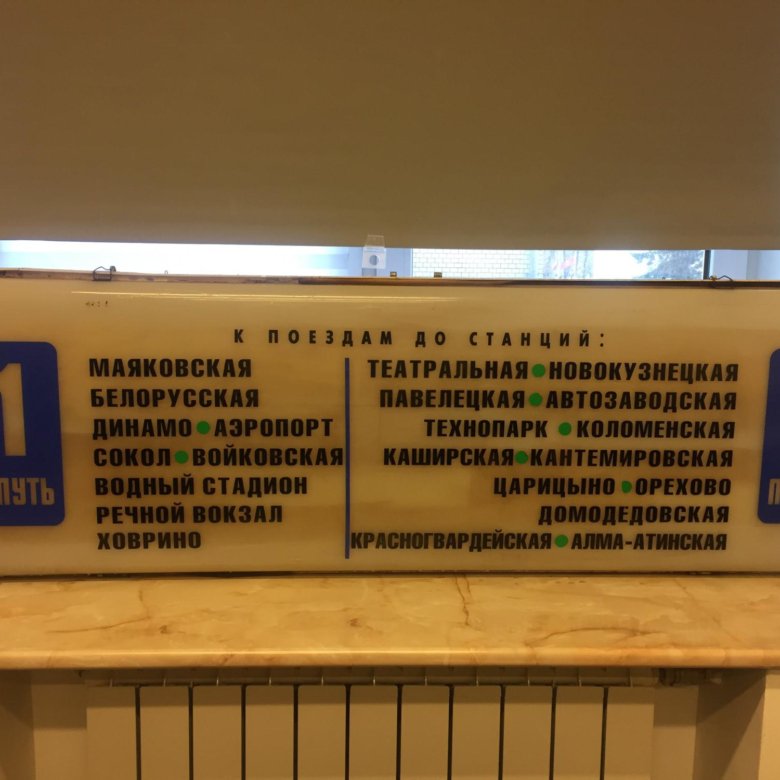 К ПОЕЗДАМ ДО СТАНЦИЙ:
1
ПУТЬ
МАЯКОВСКАЯ
БЕЛОРУССКАЯ
ДИНАМО • АЭРОПОРТ
СОКОЛ • ВОЙКОВСКАЯ
ВОДНЫЙ СТАДИОН
РЕЧНОЙ ВОКЗАЛ
ХОВРИНО
ТЕАТРАЛЬНАЯ • НОВОКУЗНЕЦКАЯ
ПАВЕЛЕЦКАЯ • АВТОЗАВОДСКАЯ
ТЕХНОПАРК • КОЛОМЕНСКАЯ
КАШИРСКАЯ • КАНТЕМИРОВСКАЯ
ЦАРИЦЫНО • ОРЕХОВО
ДОМОДЕДОВСКАЯ
КРАСНОГВАРДЕЙСКАЯ • АЛМА-АТИНСКАЯ